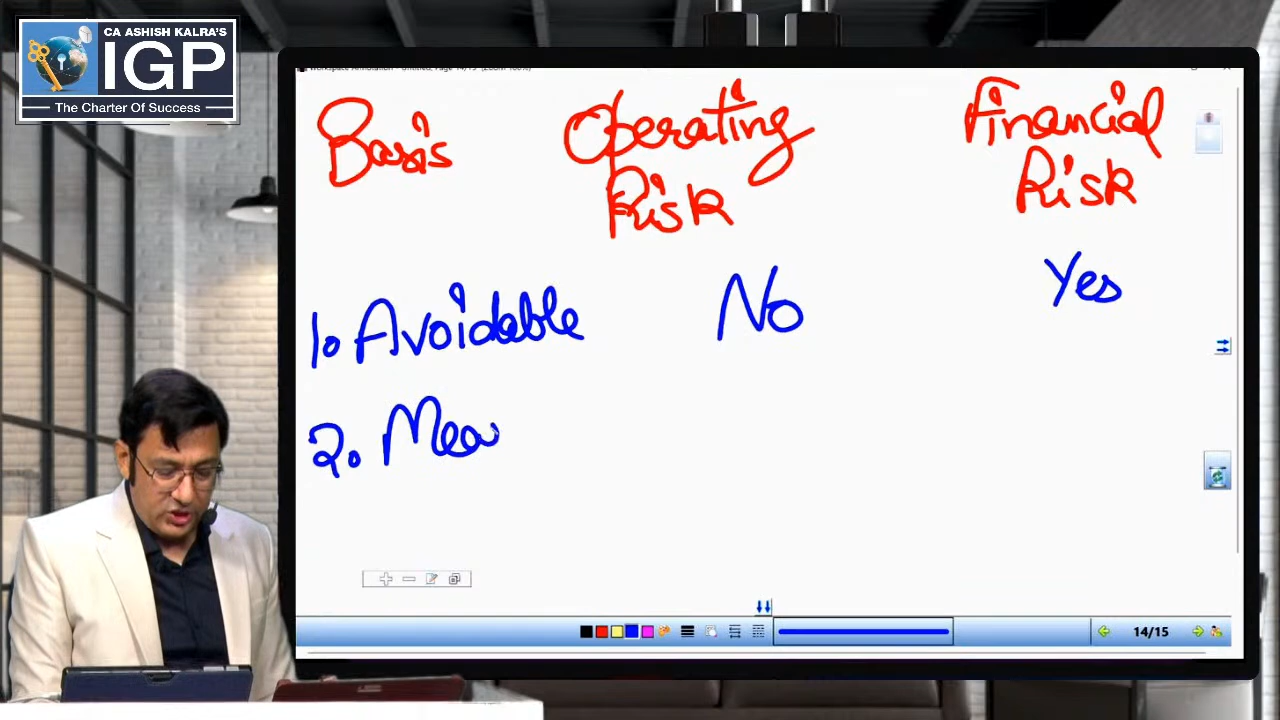 CA ASHISH KALRA'S
IGP
The Charter Of Success
Basis Operating Risk Financial Risk
1. Avoidable No Yes
2. Mea
14/15